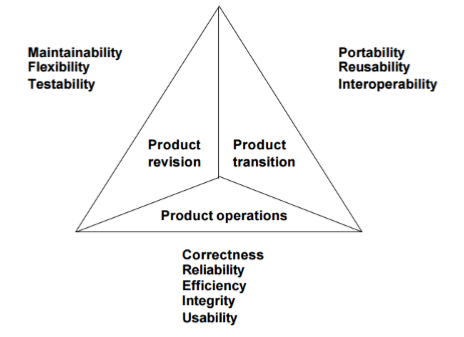 Maintainability
Flexibility
Testability
Portability
Reusability
Interoperability
Product
revision
Product
transition
Product operations
Correctness
Reliability
Efficiency
Integrity
Usability